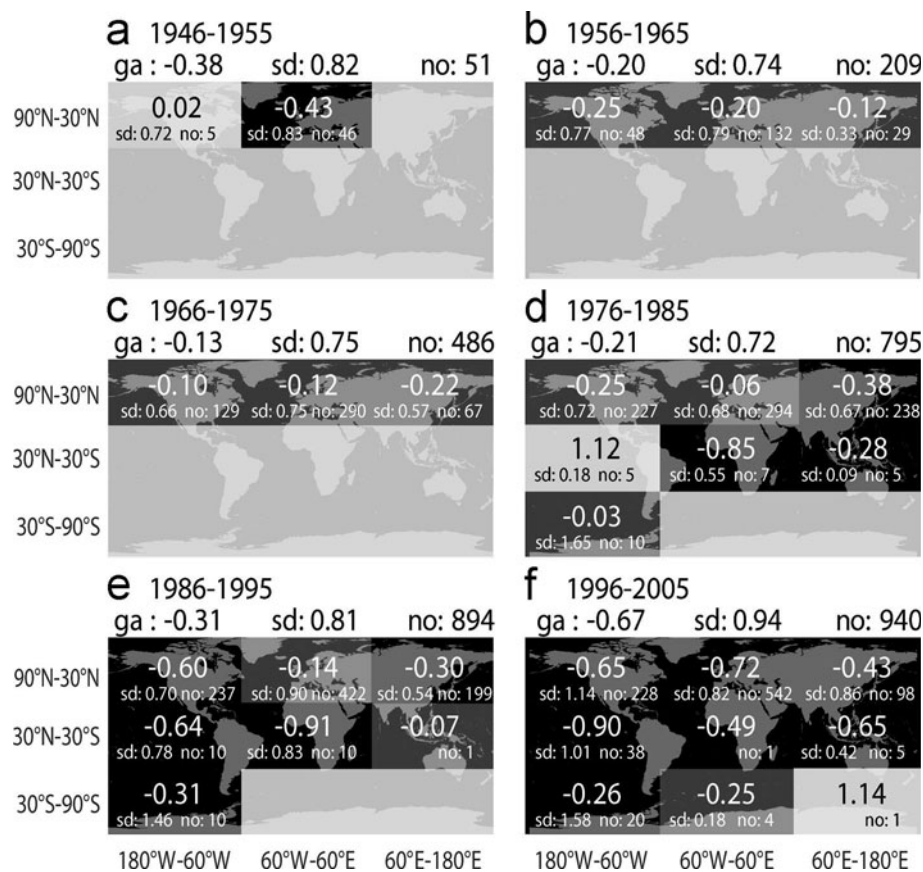 a 1946-1955
ga : -0.38 sd: 0.82 no: 51
90°N-30°N
0.02 -0.43
sd: 0.72 no: 5 sd: 0.83 no: 46
30°N-30°S
30°S-90°S
b 1956-1965
ga : -0.20 sd: 0.74 no: 209
-0.25 -0.20 -0.12
sd: 0.77 no: 48 sd: 0.79 no: 132 sd: 0.33 no: 29
c 1966-1975
ga : -0.13 sd: 0.75 no: 486
90°N-30°N
-0.10 -0.12 -0.22
sd: 0.66 no: 129 sd: 0.75 no: 290 sd: 0.57 no: 67
30°N-30°S
30°S-90°S
d 1976-1985
ga : -0.21 sd: 0.72 no: 795
-0.25 -0.06 -0.38
sd: 0.72 no: 227 sd: 0.68 no: 294 sd: 0.67 no: 238
1.12 -0.85 -0.28
sd: 0.18 no: 5 sd: 0.55 no: 7 sd: 0.09 no: 5
-0.03
sd: 1.65 no: 10
e 1986-1995
ga : -0.31 sd: 0.81 no: 894
90°N-30°N
-0.60 -0.14 -0.30
sd: 0.70 no: 237 sd: 0.90 no: 422 sd: 0.54 no: 199
30°N-30°S
-0.64 -0.91 -0.07
sd: 0.78 no: 10 sd: 0.83 no: 10 no: 1
30°S-90°S
-0.31
sd: 1.46 no: 10
180°W-60°W 60°W-60°E 60°E-180°E
f 1996-2005
ga : -0.67 sd: 0.94 no: 940
-0.65 -0.72 -0.43
sd: 1.14 no: 228 sd: 0.82 no: 542 sd: 0.86 no: 98
-0.90 -0.49 -0.65
sd: 1.01 no: 38 no: 1 sd: 0.42 no: 5
-0.26 -0.25 1.14
sd: 1.58 no: 20 sd: 0.18 no: 4 no: 1
180°W-60°W 60°W-60°E 60°E-180°E